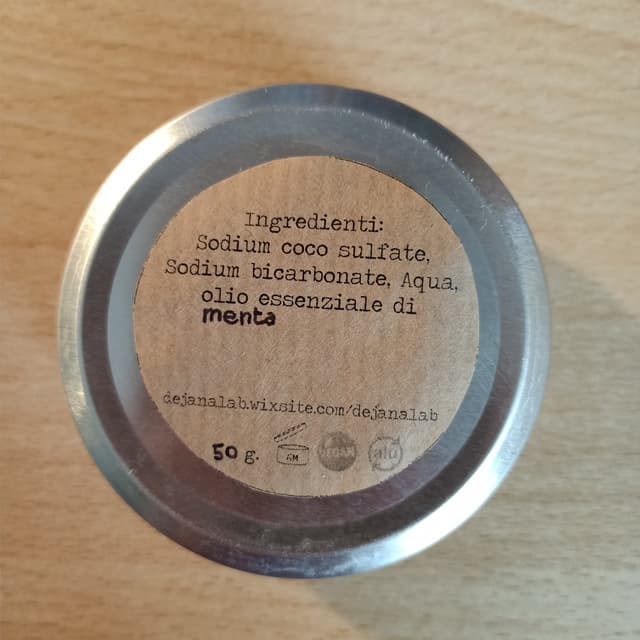 Ingredienti:
Sodium coco sulfate,
Sodium bicarbonate, Aqua,
olio essenziale di
menta
dejanalab.wixsite.com/dejanalab
50 g.
6M
VEGAN
alu